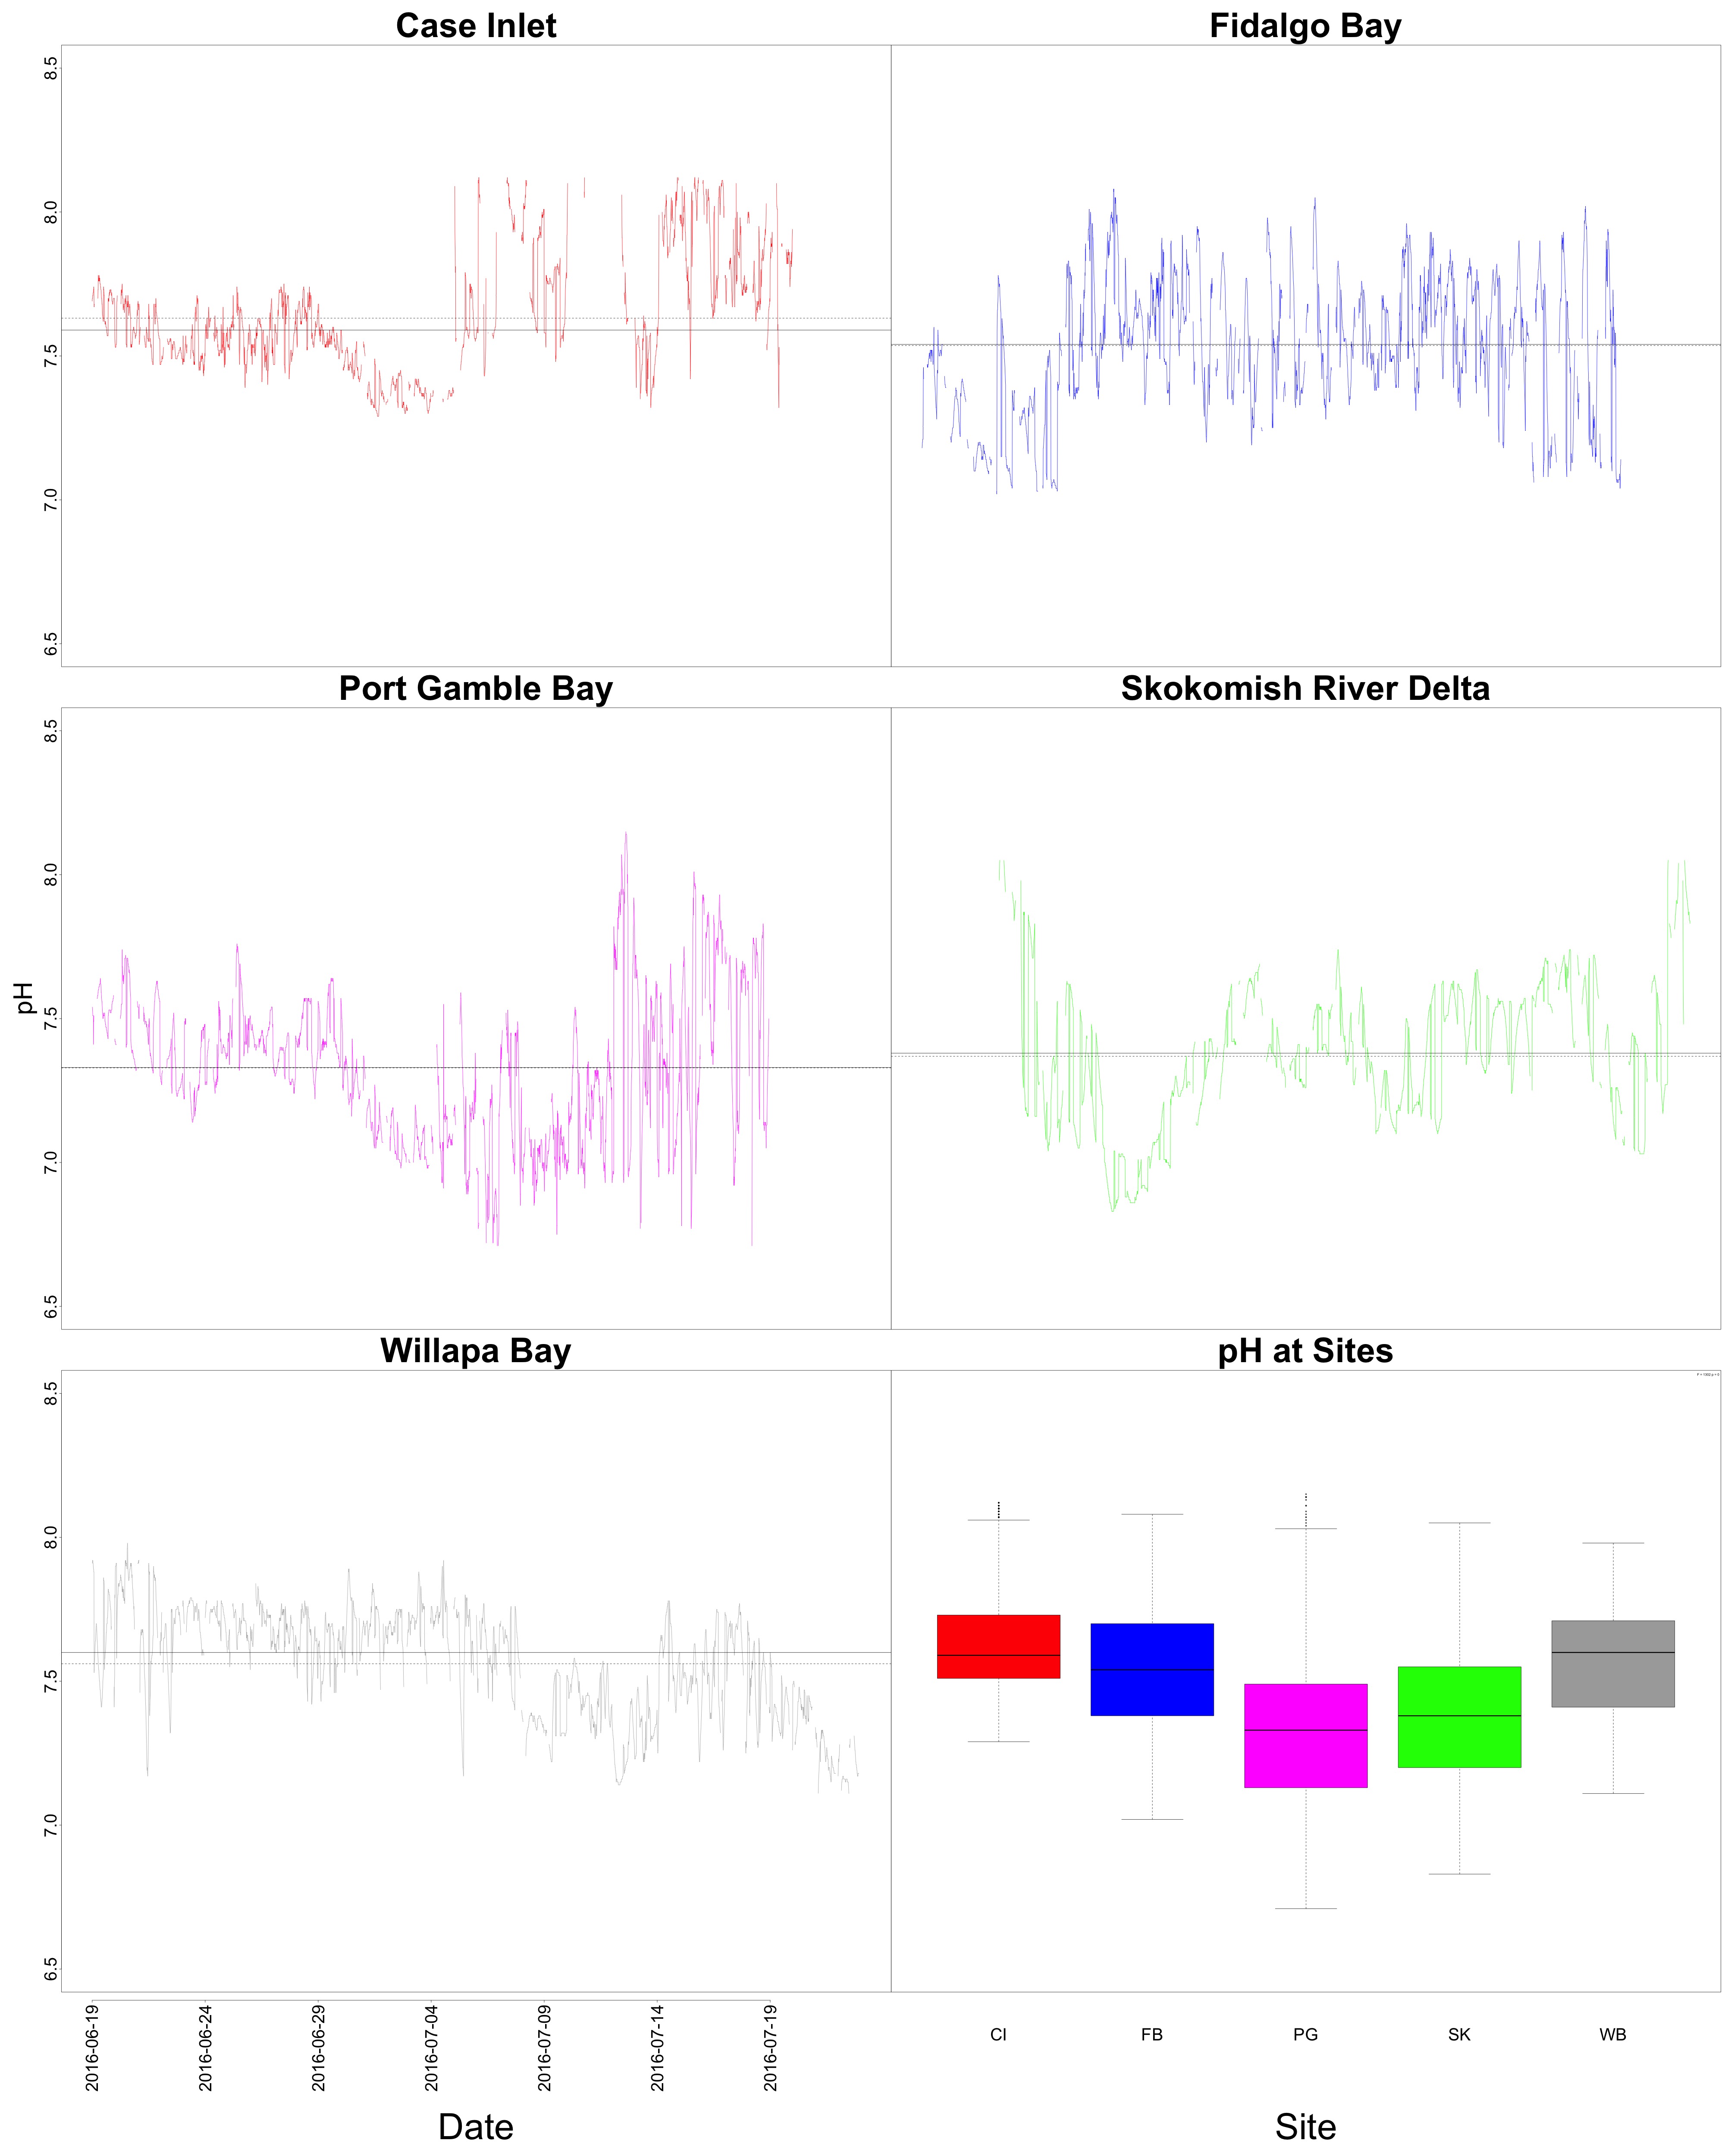 Case Inlet
Fidalgo Bay
8.5
8.0
7.5
7.0
6.5
Port Gamble Bay
Skokomish River Delta
8.5
8.0
7.5
7.0
6.5
pH
Willapa Bay
pH at Sites
8.5
8.0
7.5
7.0
6.5
2016-06-19
2016-06-24
2016-06-29
2016-07-04
2016-07-09
2016-07-14
2016-07-19
CI
FB
PG
SK
WB
Date
Site